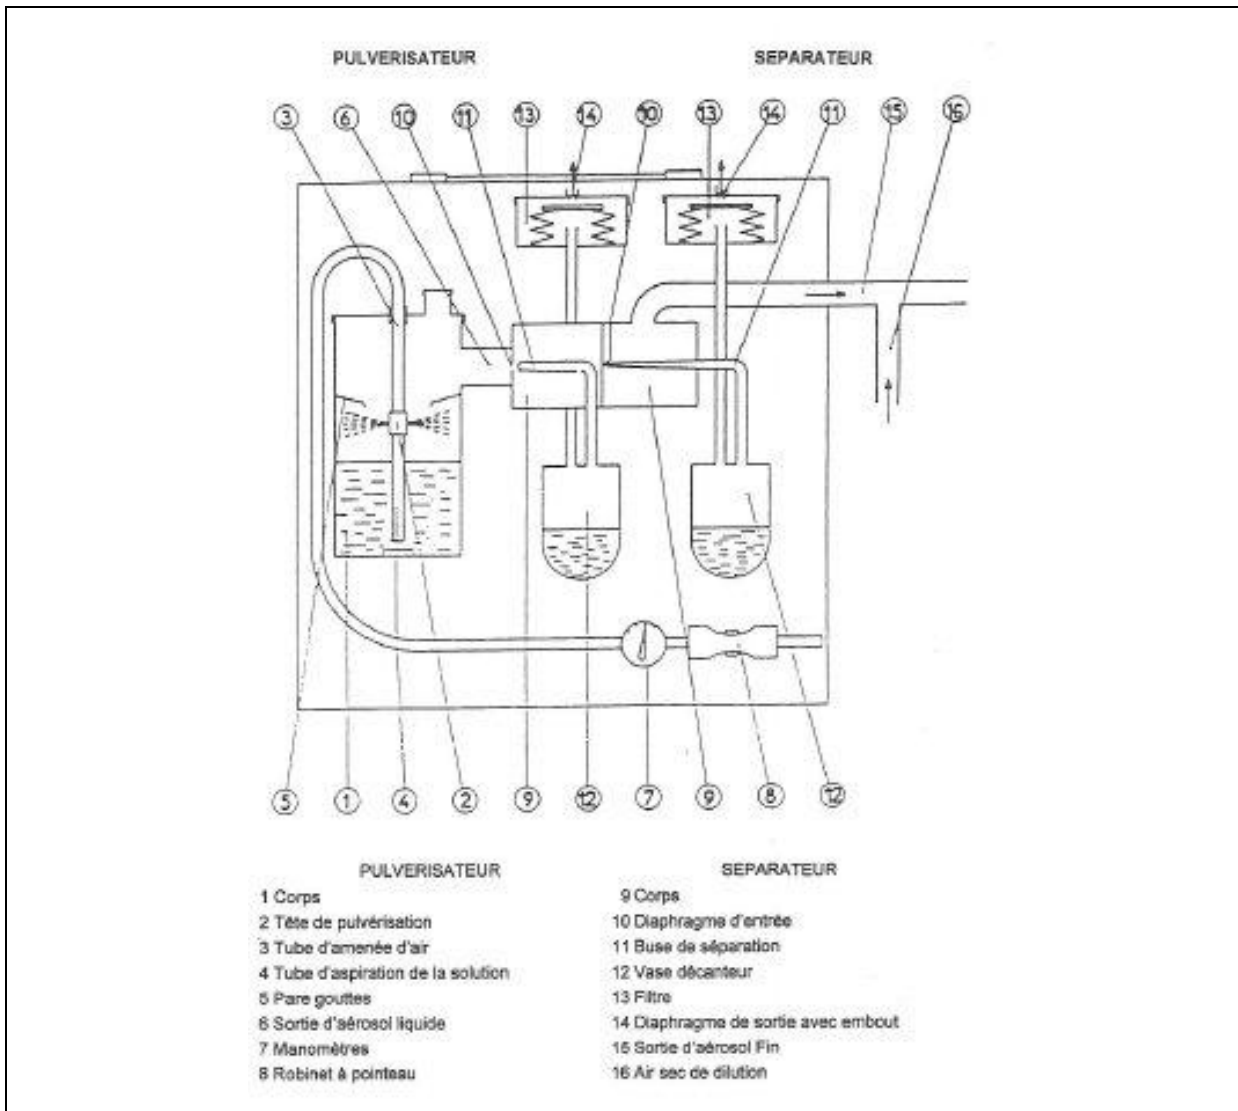 PULVERISATEUR SEPARATEUR
3 6 10 11 13 14 10 13 14 11 15 16
5 1 4 2 9 12 7 9 8 12
PULVERISATEUR
1 Corps
2 Tête de pulvérisation
3 Tube d'amenée d'air
4 Tube d'aspiration de la solution
5 Pare gouttes
6 Sortie d'aérosol liquide
7 Manomètres
8 Robinet à pointeau
SEPARATEUR
9 Corps
10 Diaphragme d'entrée
11 Buse de séparation
12 Vase décanteur
13 Filtre
14 Diaphragme de sortie avec embout
15 Sortie d'aérosol Fin
16 Air sec de dilution